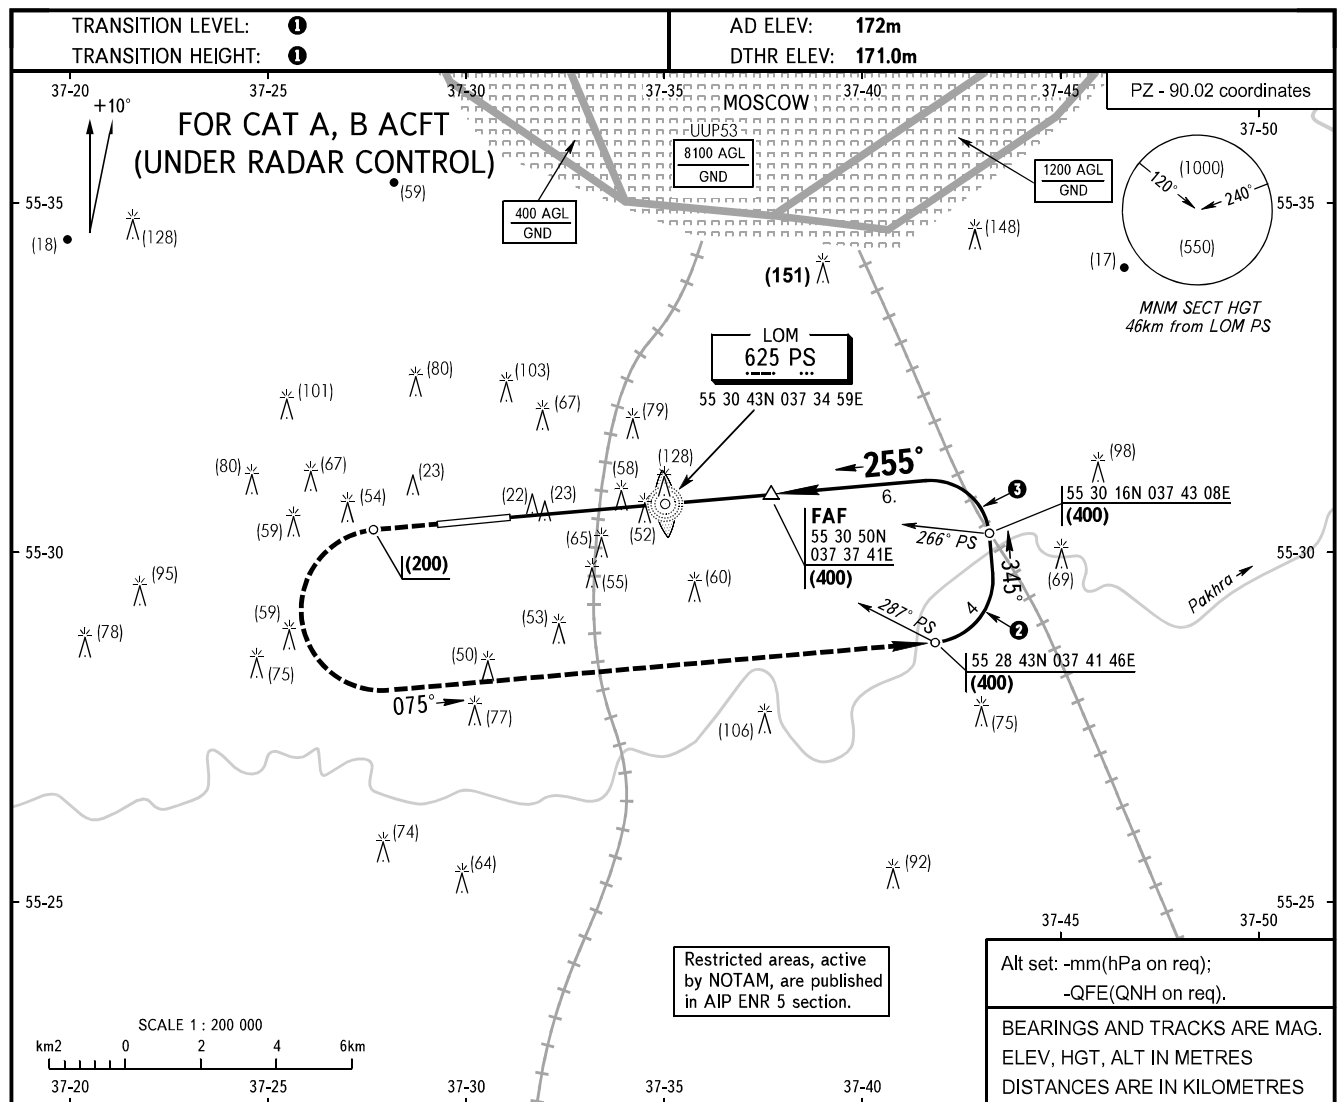 TRANSITION LEVEL: ❶
TRANSITION HEIGHT: ❶
AD ELEV: 172m
DTHR ELEV: 171.0m
37-20 37-25 37-30 37-35 37-40 37-45
PZ - 90.02 coordinates
37-50
+10°
FOR CAT A, B ACFT
(UNDER RADAR CONTROL)
MOSCOW
UUP53
8100 AGL
GND
400 AGL
GND
1200 AGL
GND
(1000)
120°
240°
(550)
MNM SECT HGT
46km from LOM PS
55-35
55-35
(59)
(18)
(128)
(148)
(17)
(151)
LOM
625 PS
55 30 43N 037 34 59E
(101)
(80)
(103)
(67)
(79)
(80)
(67)
(54)
(23)
(22)
(23)
(58)
(128)
(52)
(59)
(65)
(55)
(60)
(98)
(69)
255°
6.
❸
55 30 16N 037 43 08E
(400)
266° PS
FAF
55 30 50N
037 37 41E
(400)
(200)
55-30
55-30
345°
Pakhra
287° PS
4
❷
55 28 43N 037 41 46E
(400)
(95)
(78)
(59)
(75)
(53)
(50)
(77)
075°
(106)
(75)
(74)
(64)
(92)
55-25
55-25
37-45 37-50
Restricted areas, active
by NOTAM, are published
in AIP ENR 5 section.
Alt set: -mm(hPa on req);
-QFE(QNH on req).
BEARINGS AND TRACKS ARE MAG.
ELEV, HGT, ALT IN METRES
DISTANCES ARE IN KILOMETRES
SCALE 1 : 200 000
km2 0 2 4 6km
37-20 37-25 37-30 37-35 37-40